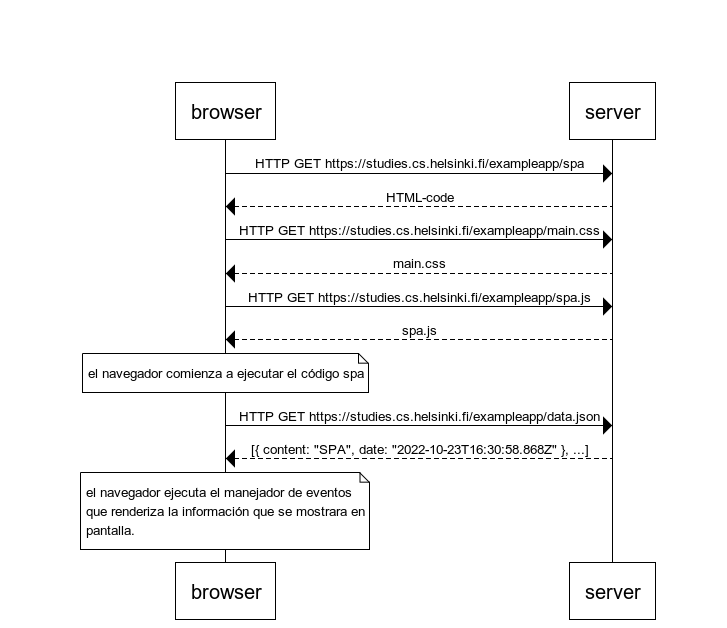 browser
server
HTTP GET https://studies.cs.helsinki.fi/exampleapp/spa
HTML-code
HTTP GET https://studies.cs.helsinki.fi/exampleapp/main.css
main.css
HTTP GET https://studies.cs.helsinki.fi/exampleapp/spa.js
spa.js
el navegador comienza a ejecutar el código spa
HTTP GET https://studies.cs.helsinki.fi/exampleapp/data.json
[{ content: "SPA", date: "2022-10-23T16:30:58.868Z" }, ...]
el navegador ejecuta el manejador de eventos
que renderiza la información que se mostrara en
pantalla.
browser
server